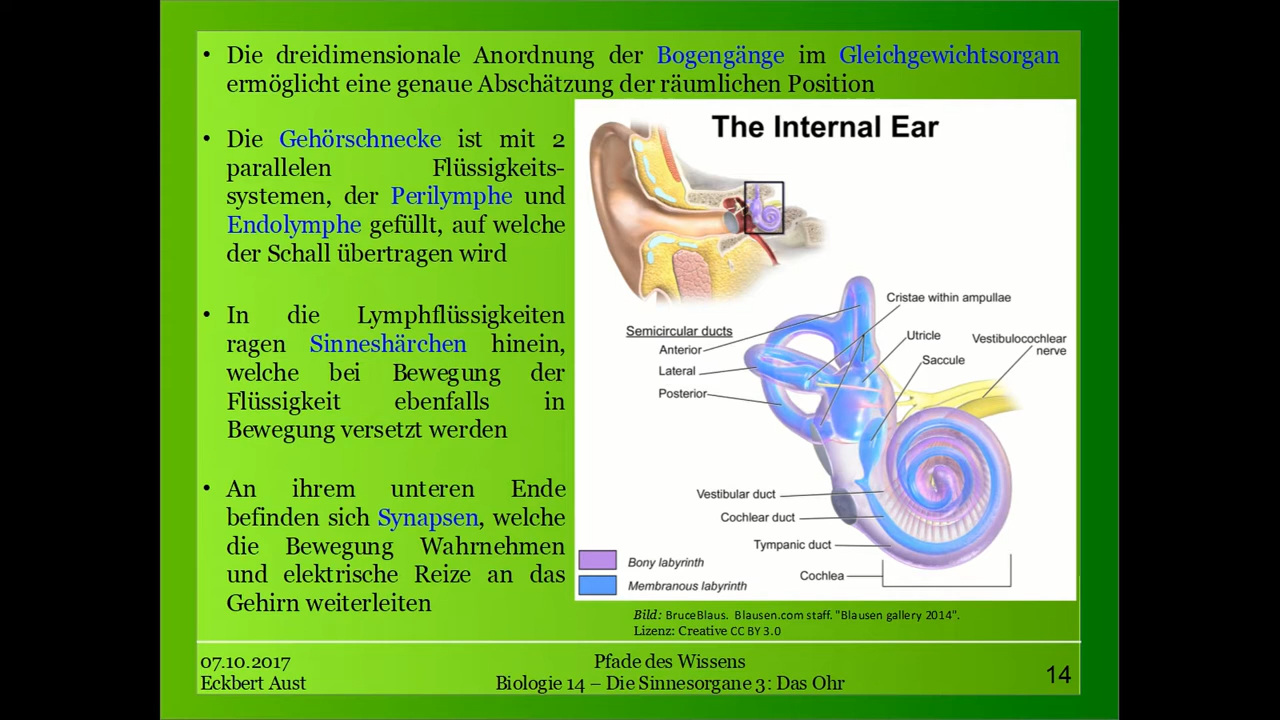 • Die dreidimensionale Anordnung der Bogengänge im Gleichgewichtsorgan
ermöglicht eine genaue Abschätzung der räumlichen Position
• Die Gehörschnecke ist mit 2
parallelen Flüssigkeits-
systemen, der Perilymphe und
Endolymphe gefüllt, auf welche
der Schall übertragen wird
• In die Lymphflüssigkeiten
ragen Sinneshärchen hinein,
welche bei Bewegung der
Flüssigkeit ebenfalls in
Bewegung versetzt werden
• An ihrem unteren Ende
befinden sich Synapsen, welche
die Bewegung Wahrnehmen
und elektrische Reize an das
Gehirn weiterleiten
The Internal Ear
Cristae within ampullae
Semicircular ducts
Anterior
Lateral
Posterior
Utricle
Saccule
Vestibulocochlear
nerve
Vestibular duct
Cochlear duct
Tympanic duct
Cochlea
Bony labyrinth
Membranous labyrinth
Bild: BruceBlaus. Blausen.com staff. "Blausen gallery 2014".
Lizenz: Creative CC BY 3.0
07.10.2017
Eckbert Aust
Pfade des Wissens
Biologie 14 – Die Sinnesorgane 3: Das Ohr
14